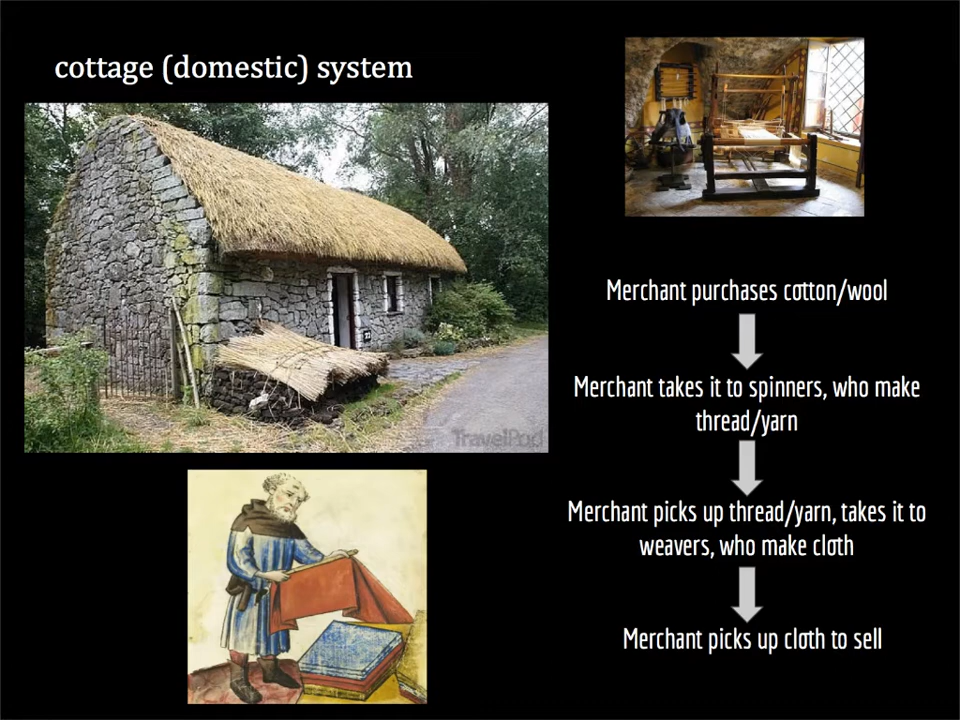 cottage (domestic) system
TravelPod
Merchant purchases cotton/wool
Merchant takes it to spinners, who make
thread/yarn
Merchant picks up thread/yarn, takes it to
weavers, who make cloth
Merchant picks up cloth to sell